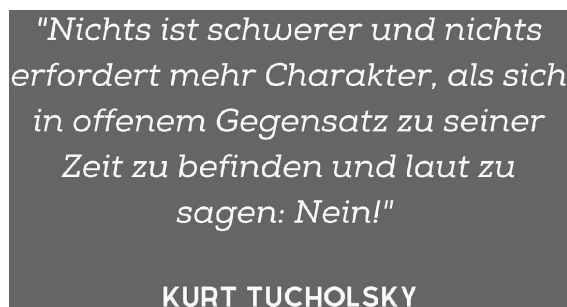 "Nichts ist schwerer und nichts
erfordert mehr Charakter, als sich
in offenem Gegensatz zu seiner
Zeit zu befinden und laut zu
sagen: Nein!"
KURT TUCHOLSKY